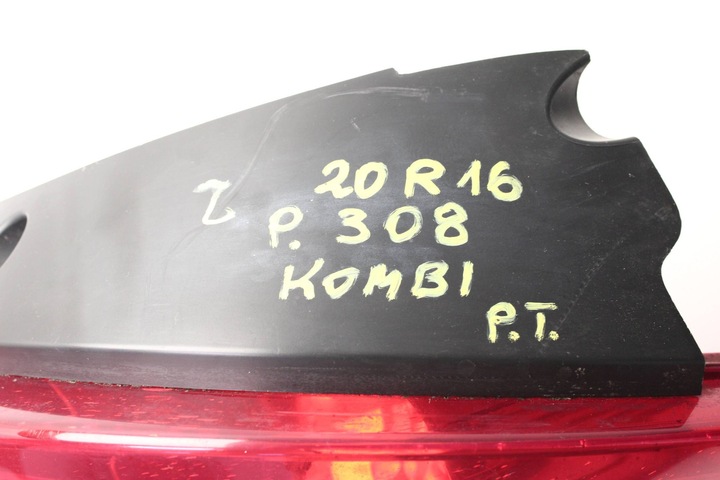 20 R 16
P. 308
KOMBI
P.T.